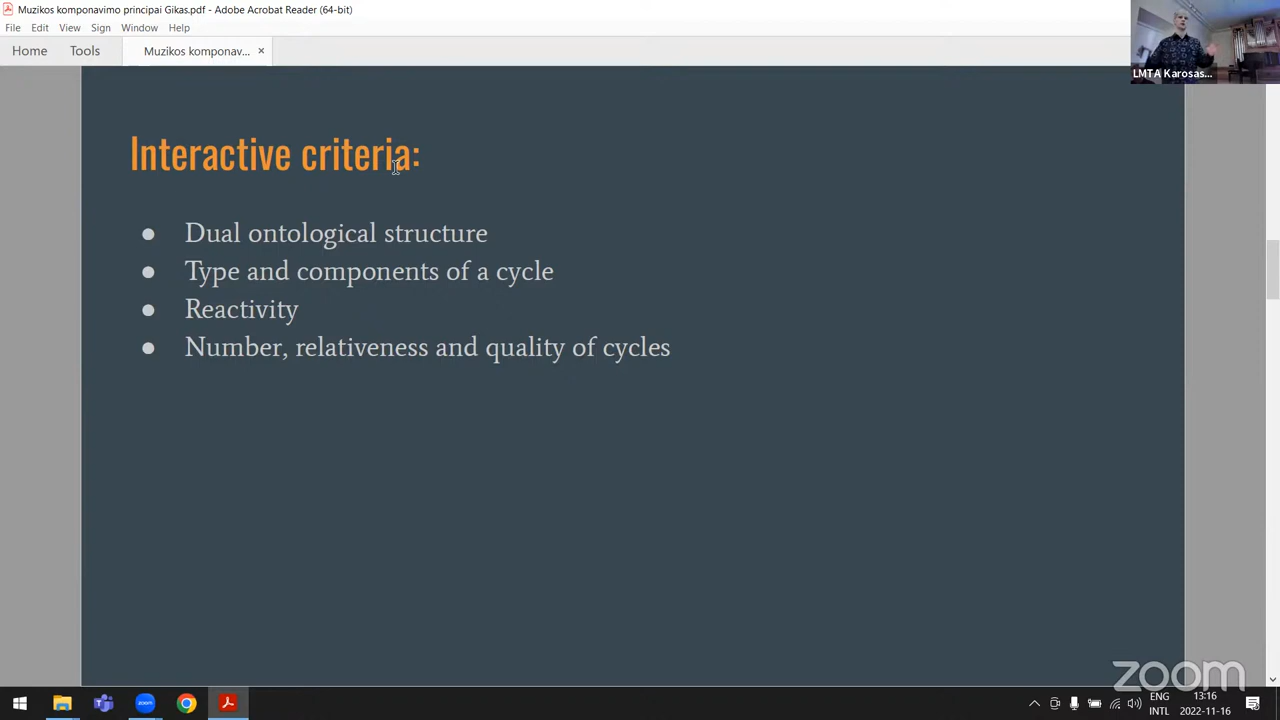 Muzikos komponavimo principai Gikas.pdf - Adobe Acrobat Reader (64-bit)
File Edit View Sign Window Help
Home Tools Muzikos komponav... ×
LMTA Karosas...
Interactive criteria:
● Dual ontological structure
● Type and components of a cycle
● Reactivity
● Number, relativeness and quality of cycles
zoom
zoom
ENG
INTL
13:16
2022-11-16